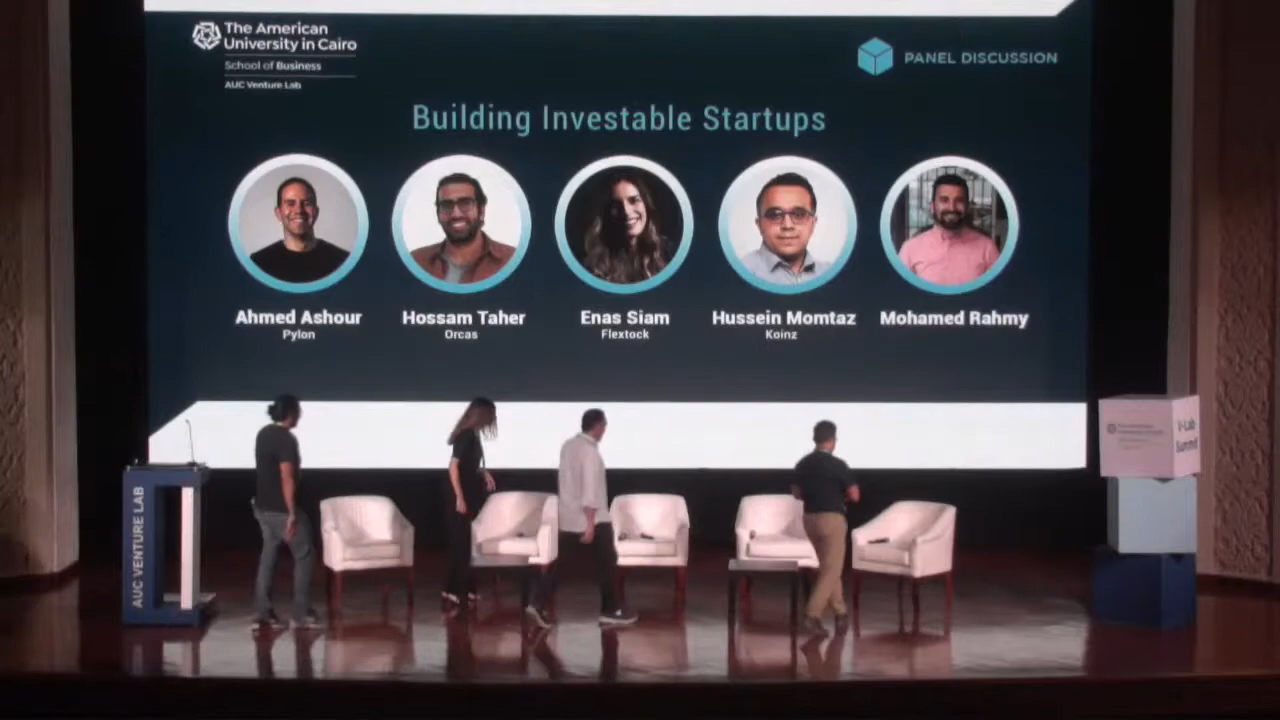 The American
University in Cairo
School of Business
AUC Venture Lab
PANEL DISCUSSION
Building Investable Startups
Ahmed Ashour
Pylon
Hossam Taher
Orcas
Enas Siam
Flextock
Hussein Momtaz
Koinz
Mohamed Rahmy
AUC VENTURE LAB
V-Lab
Summit